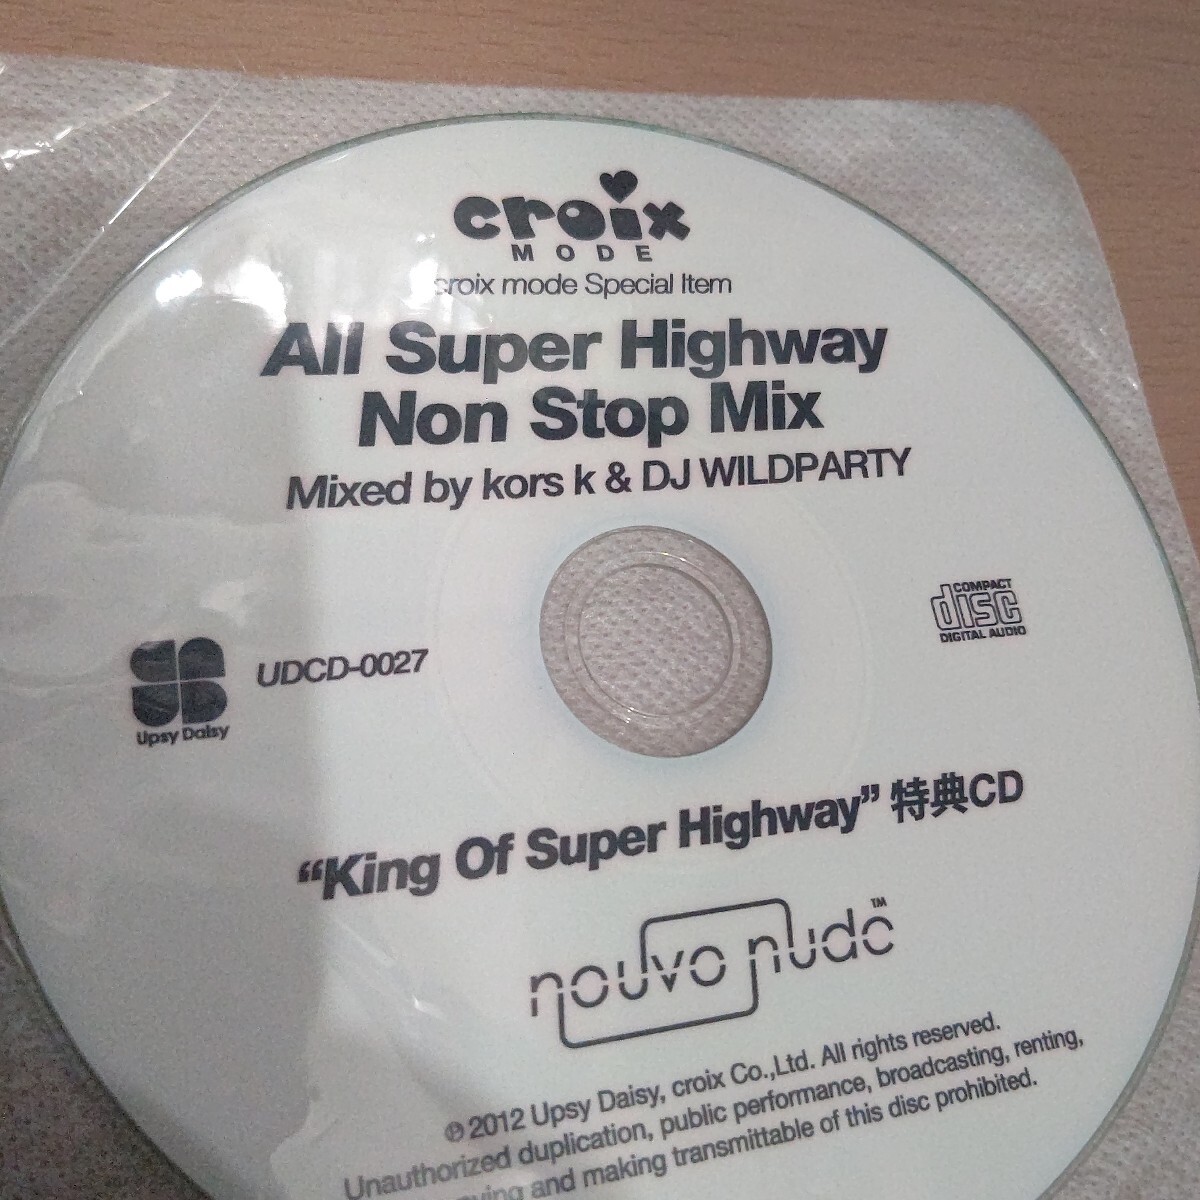 croix
MODE
croix mode Special Item
All Super Highway
Non Stop Mix
Mixed by kors k & DJ WILDPARTY
COMPACT
disc
DIGITAL AUDIO
UDCD-0027
Upsy Daisy
“King Of Super Highway” 特典CD
nouvo nude™
℗2012 Upsy Daisy, croix Co.,Ltd. All rights reserved.
Unauthorized duplication, public performance, broadcasting, renting,
and making transmittable of this disc prohibited.